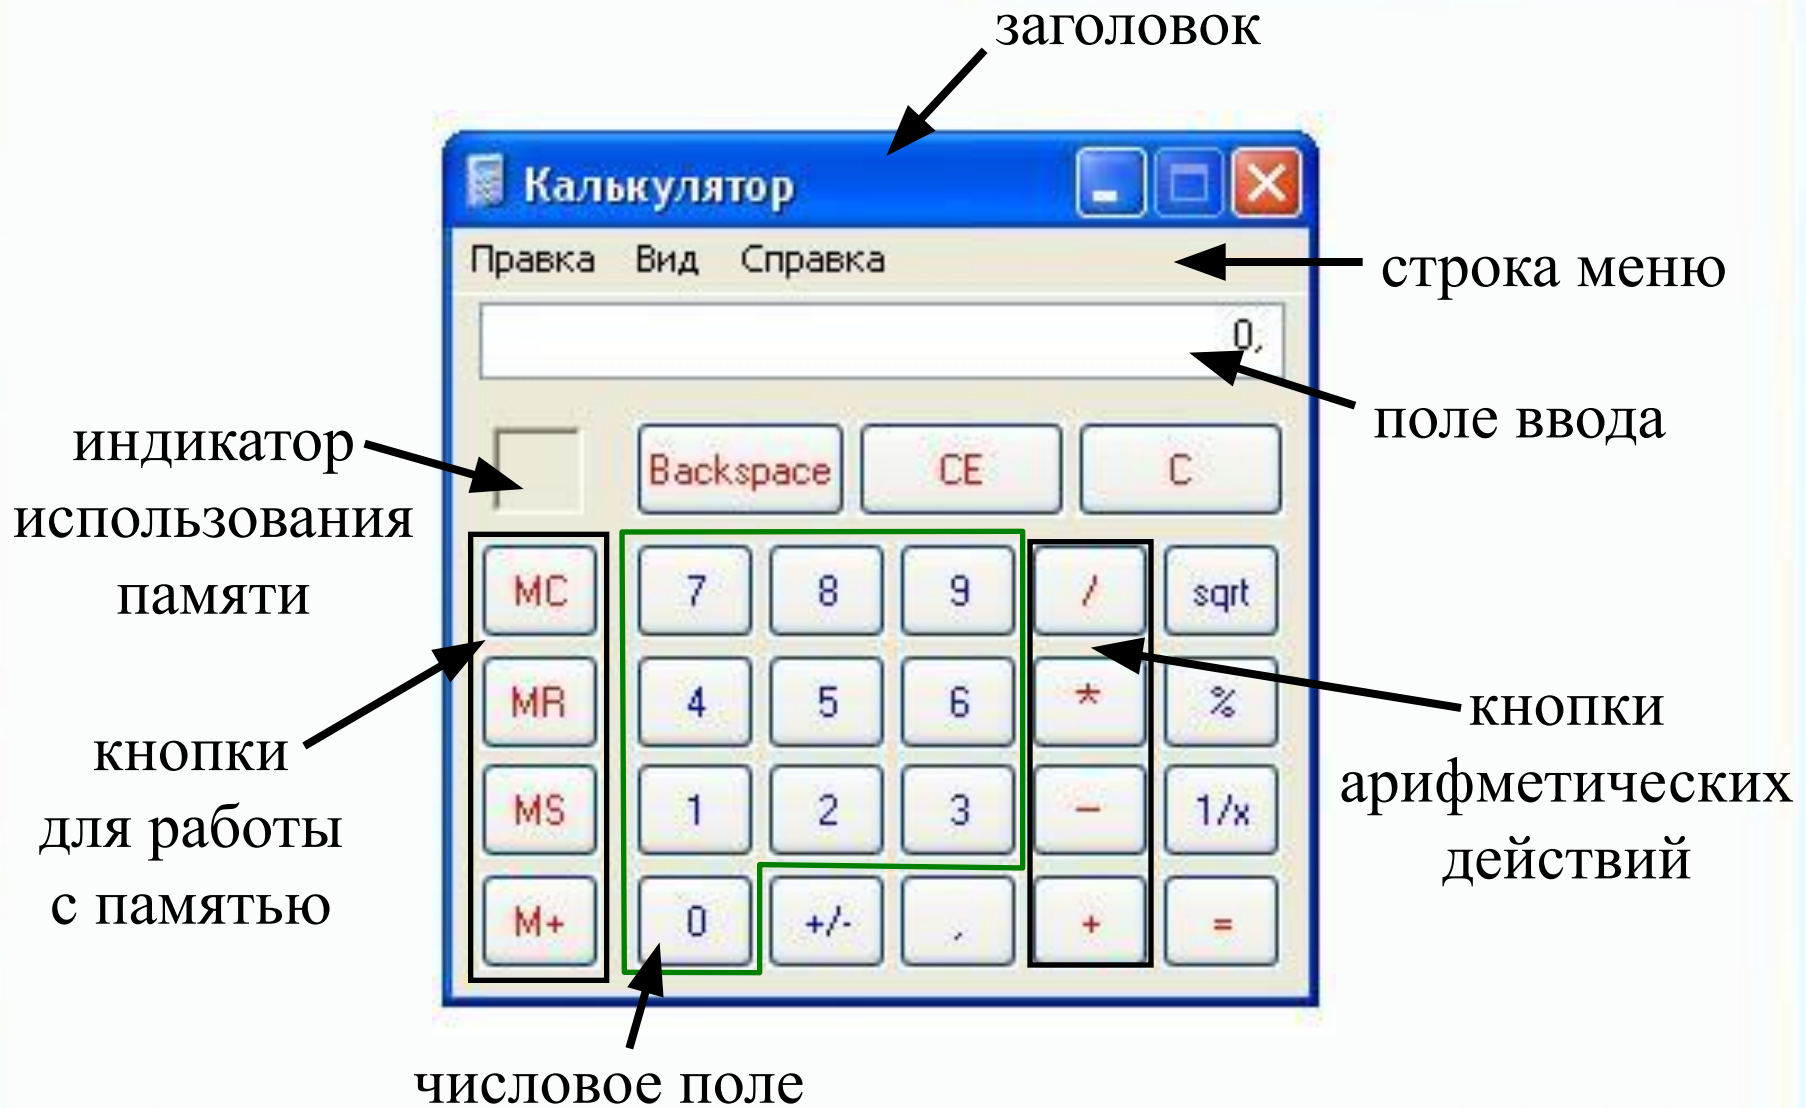 заголовок
Калькулятор
Правка Вид Справка
строка меню
0,
поле ввода
индикатор
использования
памяти
Backspace CE C
MC 7 8 9 / sqrt
MR 4 5 6 * %
MS 1 2 3 - 1/x
M+ 0 +/- , + =
кнопки
для работы
с памятью
кнопки
арифметических
действий
числовое поле